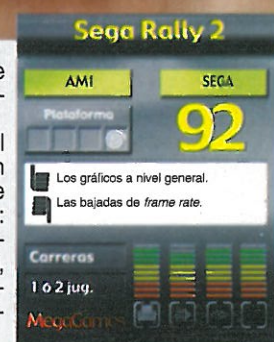 Sega Rally 2
AM1 SEGA
Plataforma
92
Los gráficos a nivel general.
Las bajadas de frame rate.
Carreras
1 ó 2 jug.
MegaGames